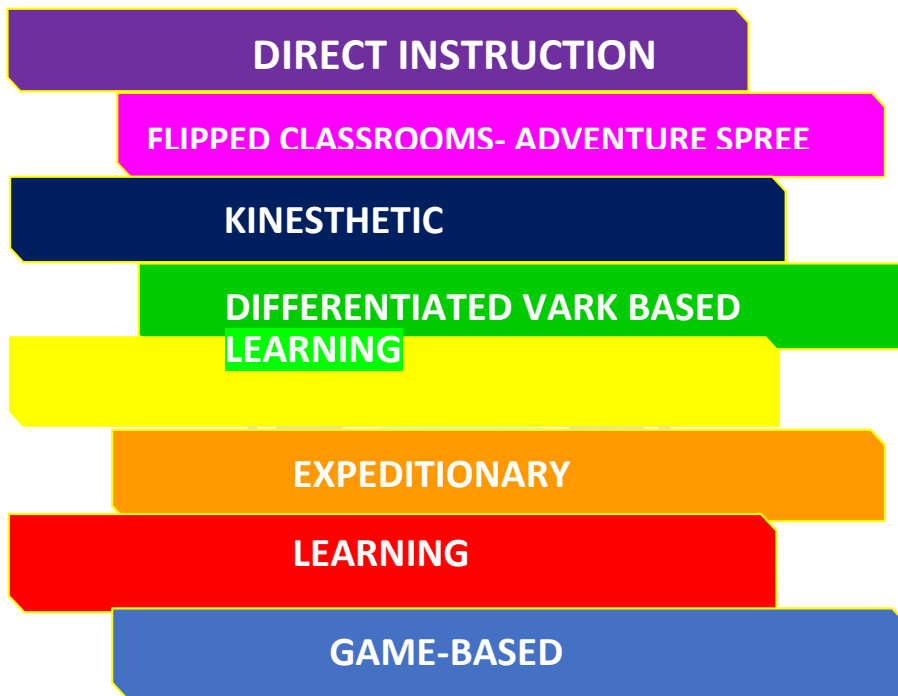 DIRECT INSTRUCTION
FLIPPED CLASSROOMS- ADVENTURE SPREE
KINESTHETIC
DIFFERENTIATED VARK BASED
LEARNING
EXPEDITIONARY
LEARNING
GAME-BASED